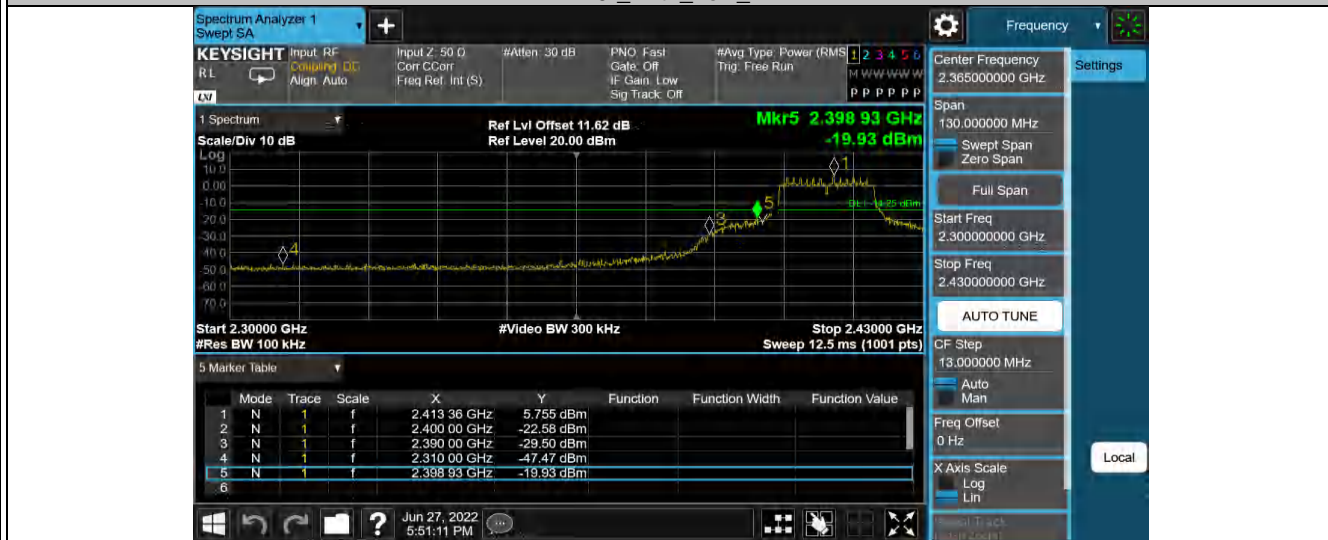 Spectrum Analyzer 1
Swept SA
+
Frequency
KEYSIGHT
Input: RF
Coupling: DC
Align: Auto
Input Z: 50 Ω
Corr CCorr
Freq Ref: Int (S)
#Atten: 30 dB
PNO: Fast
Gate: Off
IF Gain: Low
Sig Track: Off
#Avg Type: Power (RMS
Trig: Free Run
1 2 3 4 5 6
M W W W W W
P P P P P P
RL
LXI
1 Spectrum
Scale/Div 10 dB
Ref Lvl Offset 11.62 dB
Ref Level 20.00 dBm
Mkr5 2.398 93 GHz
-19.93 dBm
Log
10.0
0.00
-10.0
-20.0
-30.0
-40.0
-50.0
-60.0
-70.0
1
3
4
5
DL1 -14.25 dBm
Start 2.30000 GHz
#Res BW 100 kHz
#Video BW 300 kHz
Stop 2.43000 GHz
Sweep 12.5 ms (1001 pts)
5 Marker Table
Mode Trace Scale X Y Function Function Width Function Value
1 N 1 f 2.413 36 GHz 5.755 dBm
2 N 1 f 2.400 00 GHz -22.58 dBm
3 N 1 f 2.390 00 GHz -29.50 dBm
4 N 1 f 2.310 00 GHz -47.47 dBm
5 N 1 f 2.398 93 GHz -19.93 dBm
6
?
Jun 27, 2022
5:51:11 PM
Center Frequency
2.365000000 GHz
Settings
Span
130.000000 MHz
Swept Span
Zero Span
Full Span
Start Freq
2.300000000 GHz
Stop Freq
2.430000000 GHz
AUTO TUNE
CF Step
13.000000 MHz
Auto
Man
Freq Offset
0 Hz
X Axis Scale
Log
Lin
Local